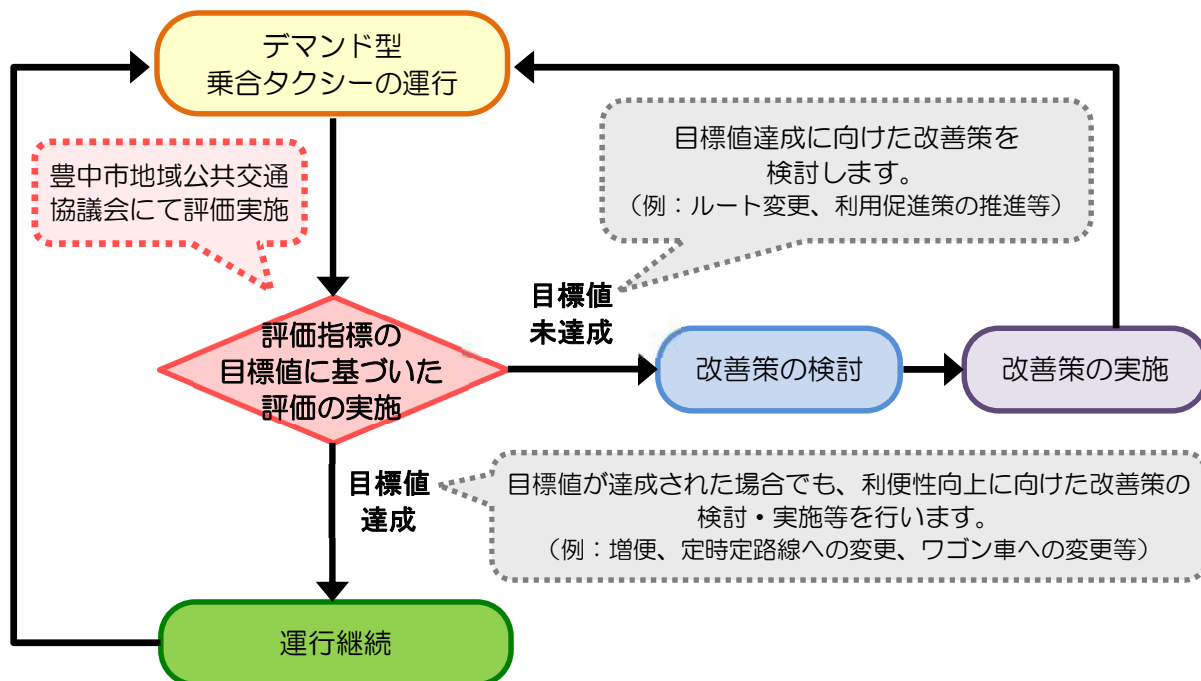 デマンド型
乗合タクシーの運行
豊中市地域公共交通
協議会にて評価実施
目標値達成に向けた改善策を
検討します。
（例：ルート変更、利用促進策の推進等）
評価指標の
目標値に基づいた
評価の実施
目標値
未達成
改善策の検討
改善策の実施
目標値
達成
目標値が達成された場合でも、利便性向上に向けた改善策の
検討・実施等を行います。
（例：増便、定時定路線への変更、ワゴン車への変更等）
運行継続